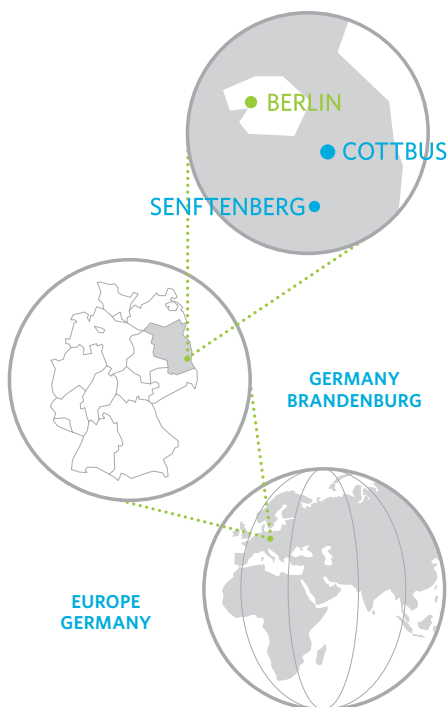 BERLIN
COTTBUS
SENFTENBERG
GERMANY
BRANDENBURG
EUROPE
GERMANY